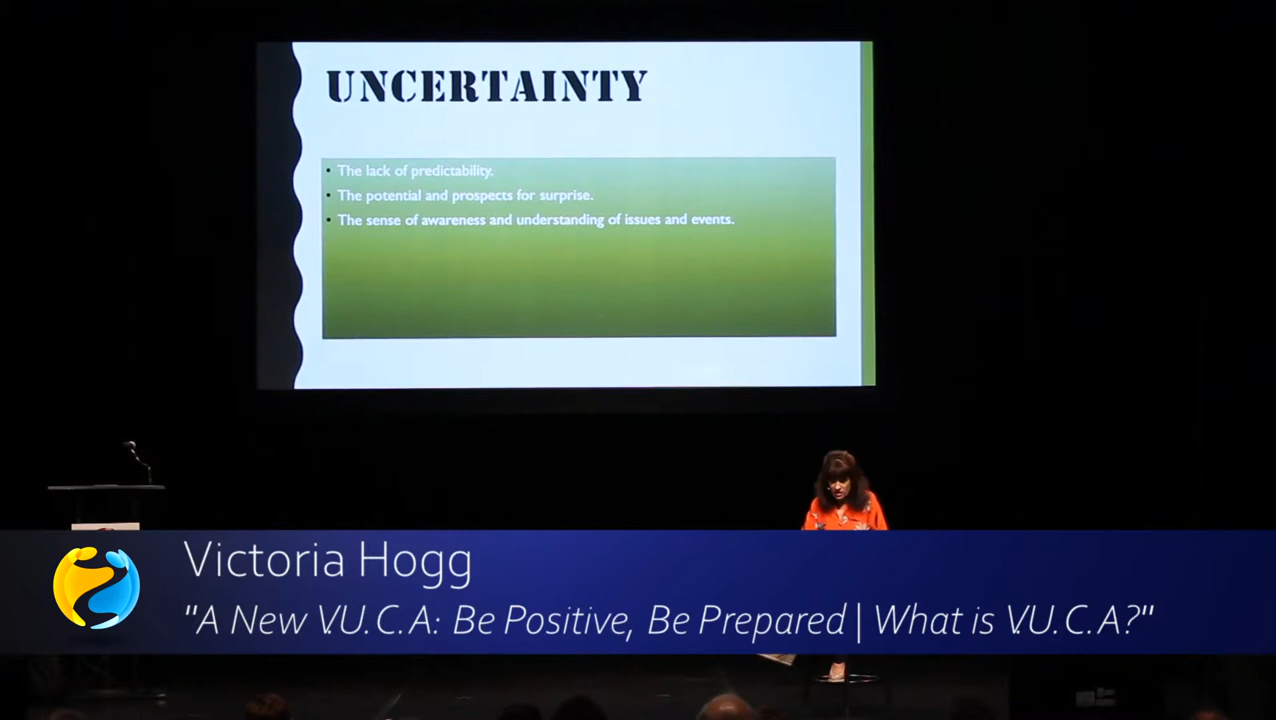 UNCERTAINTY
• The lack of predictability.
• The potential and prospects for surprise.
• The sense of awareness and understanding of issues and events.
Victoria Hogg
"A New V.U.C.A: Be Positive, Be Prepared | What is V.U.C.A?"